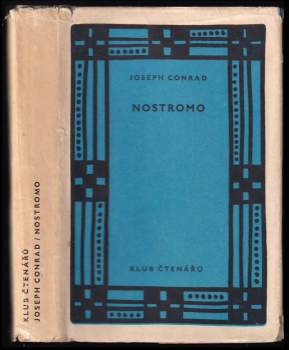 KLUB ČTENÁŘŮ
JOSEPH CONRAD / NOSTROMO
JOSEPH CONRAD
NOSTROMO
KLUB ČTENÁŘŮ